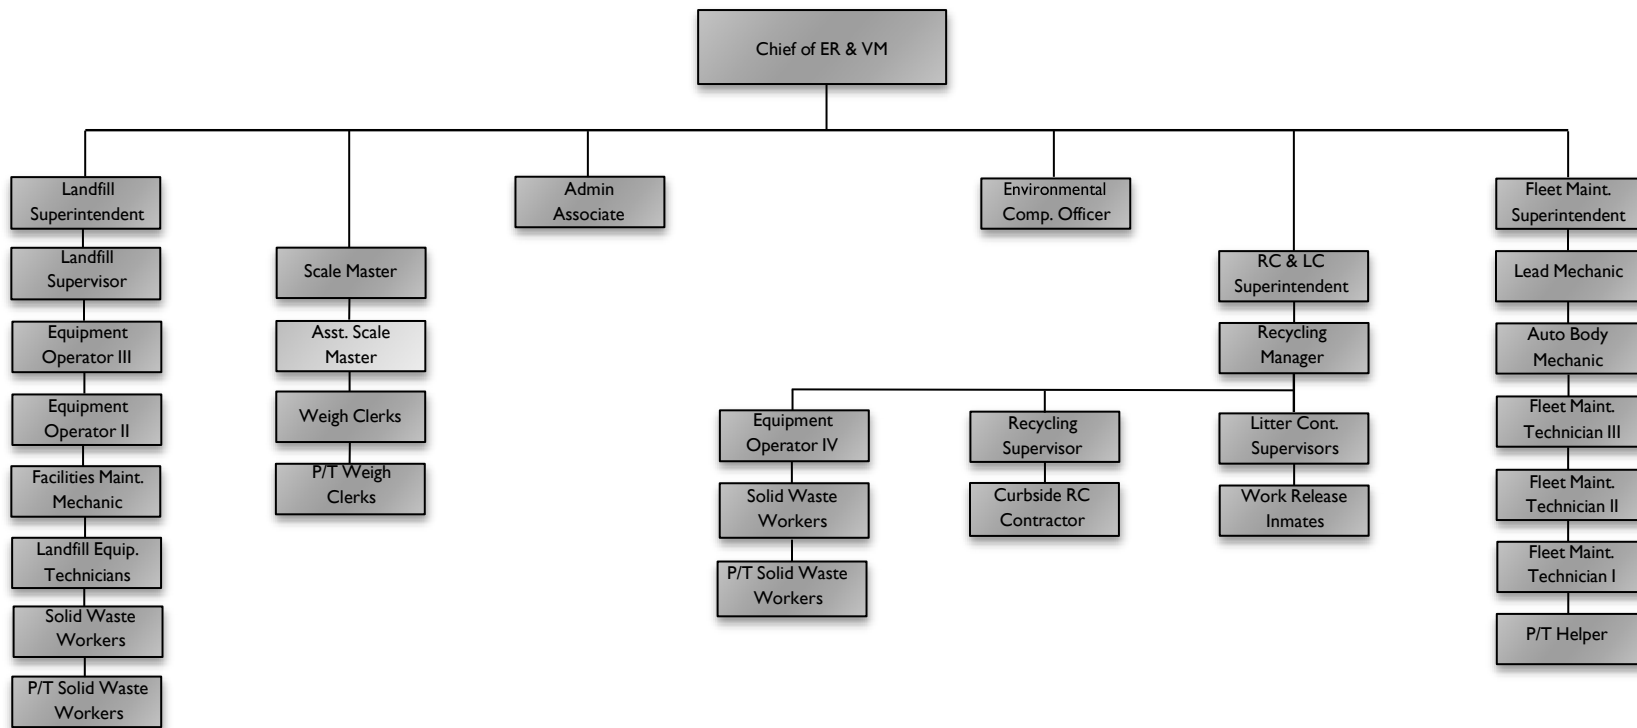 Chief of ER & VM
Landfill
Superintendent
Landfill
Supervisor
Equipment
Operator III
Equipment
Operator II
Facilities Maint.
Mechanic
Landfill Equip.
Technicians
Solid Waste
Workers
P/T Solid Waste
Workers
Scale Master
Asst. Scale
Master
Weigh Clerks
P/T Weigh
Clerks
Admin
Associate
Environmental
Comp. Officer
RC & LC
Superintendent
Recycling
Manager
Equipment
Operator IV
Solid Waste
Workers
P/T Solid Waste
Workers
Recycling
Supervisor
Curbside RC
Contractor
Litter Cont.
Supervisors
Work Release
Inmates
Fleet Maint.
Superintendent
Lead Mechanic
Auto Body
Mechanic
Fleet Maint.
Technician III
Fleet Maint.
Technician II
Fleet Maint.
Technician I
P/T Helper